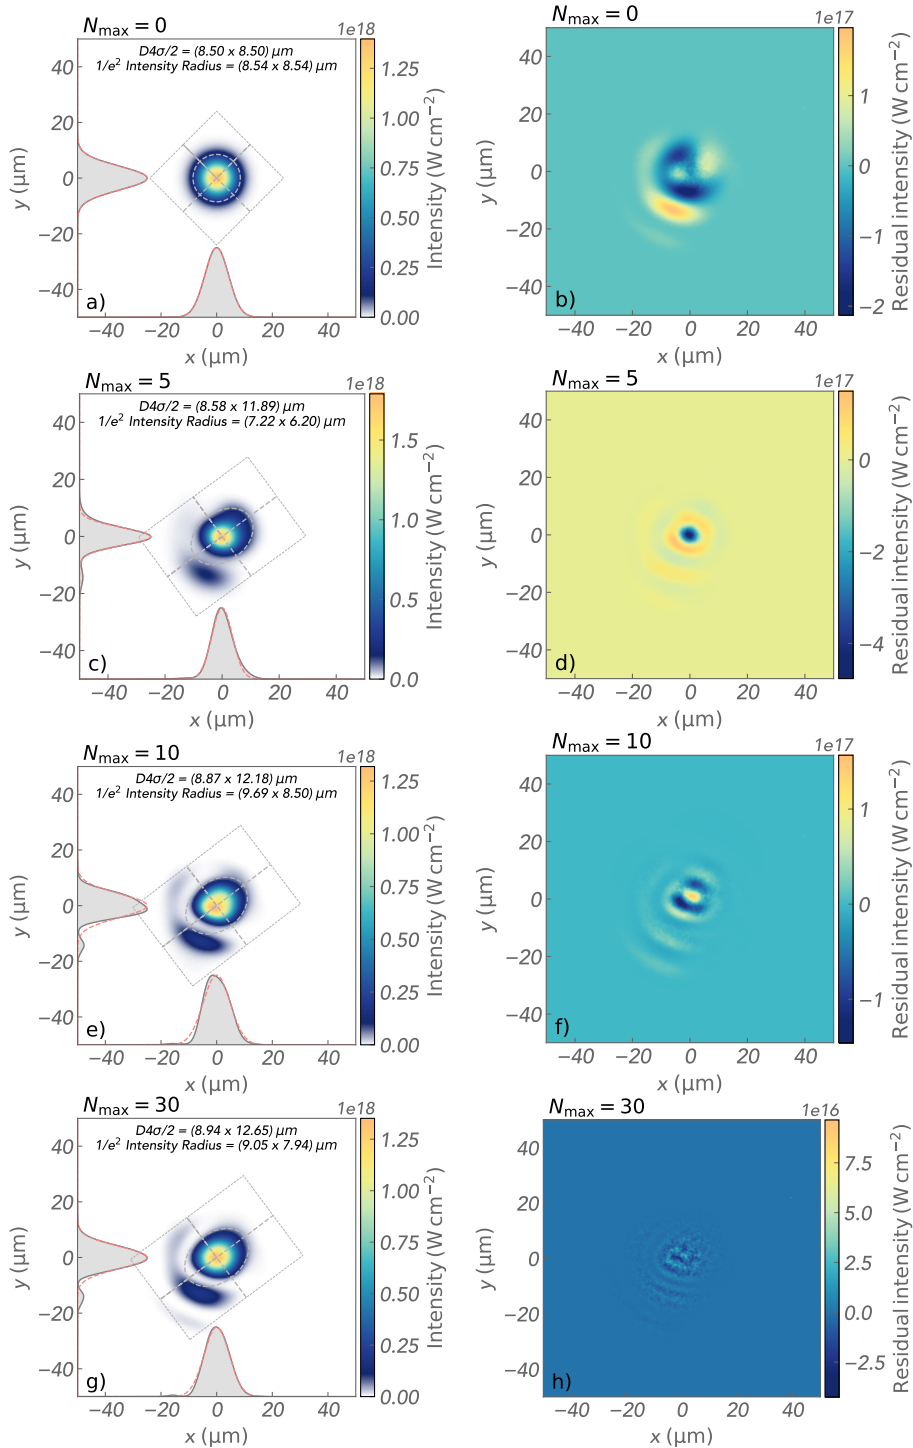 N_max = 0
1e18
D4σ/2 = (8.50 x 8.50) μm
1/e² Intensity Radius = (8.54 x 8.54) μm
40
20
0
−20
−40
y (μm)
−40 −20 0 20 40
x (μm)
a)
1.25
1.00
0.75
0.50
0.25
0.00
Intensity (W cm⁻²)
N_max = 0
1e17
40
20
0
−20
−40
y (μm)
−40 −20 0 20 40
x (μm)
b)
1
0
−1
−2
Residual intensity (W cm⁻²)
N_max = 5
1e18
D4σ/2 = (8.58 x 11.89) μm
1/e² Intensity Radius = (7.22 x 6.20) μm
40
20
0
−20
−40
y (μm)
−40 −20 0 20 40
x (μm)
c)
1.5
1.0
0.5
0.0
Intensity (W cm⁻²)
N_max = 5
1e17
40
20
0
−20
−40
y (μm)
−40 −20 0 20 40
x (μm)
d)
0
−2
−4
Residual intensity (W cm⁻²)
N_max = 10
1e18
D4σ/2 = (8.87 x 12.18) μm
1/e² Intensity Radius = (9.69 x 8.50) μm
40
20
0
−20
−40
y (μm)
−40 −20 0 20 40
x (μm)
e)
1.25
1.00
0.75
0.50
0.25
0.00
Intensity (W cm⁻²)
N_max = 10
1e17
40
20
0
−20
−40
y (μm)
−40 −20 0 20 40
x (μm)
f)
1
0
−1
Residual intensity (W cm⁻²)
N_max = 30
1e18
D4σ/2 = (8.94 x 12.65) μm
1/e² Intensity Radius = (9.05 x 7.94) μm
40
20
0
−20
−40
y (μm)
−40 −20 0 20 40
x (μm)
g)
1.25
1.00
0.75
0.50
0.25
0.00
Intensity (W cm⁻²)
N_max = 30
1e16
40
20
0
−20
−40
y (μm)
−40 −20 0 20 40
x (μm)
h)
7.5
5.0
2.5
0.0
−2.5
Residual intensity (W cm⁻²)